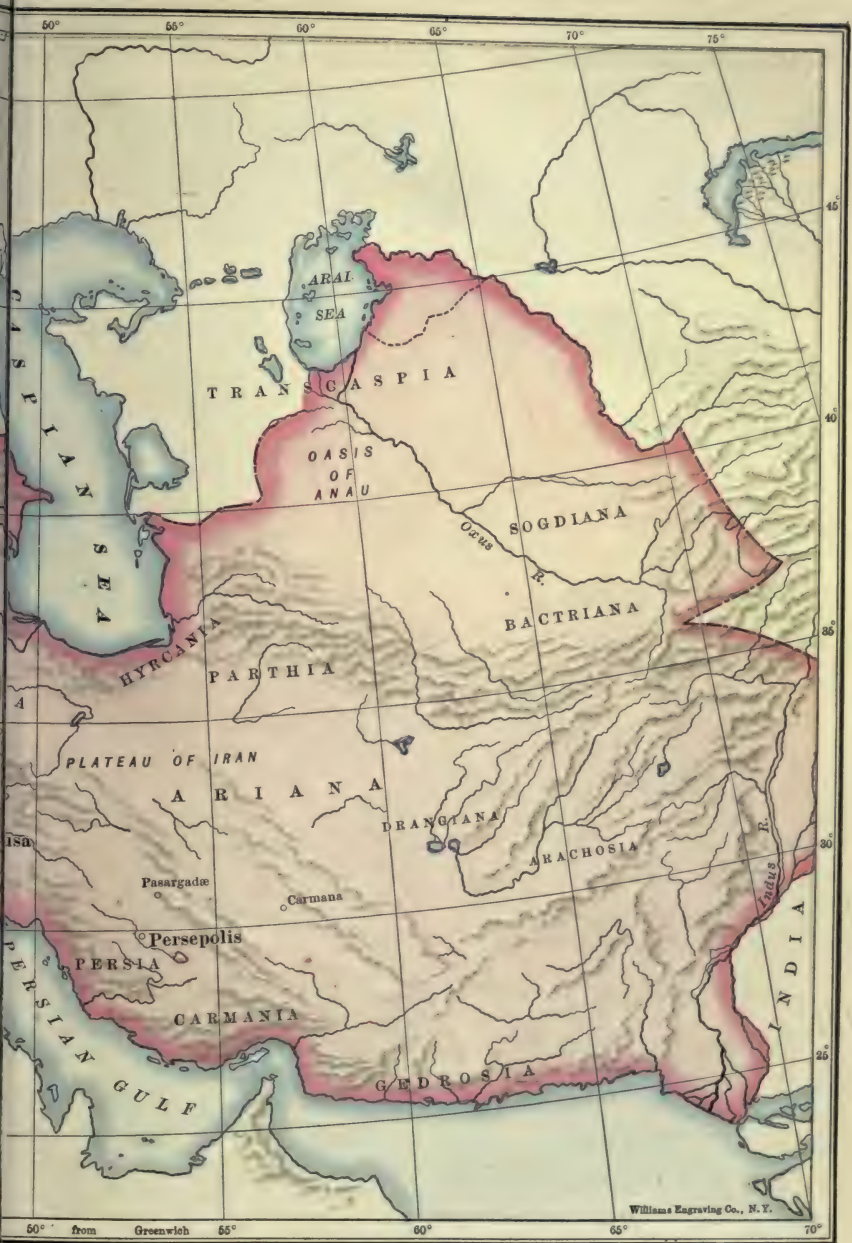 50° 55° 60° 65° 70° 75°
45°
ARAL
SEA
CASPIAN SEA
TRANSCASPIA
40°
OASIS
OF
ANAU
SOGDIANA
Oxus R.
BACTRIANA
35°
HYRCANIA
PARTHIA
A
PLATEAU OF IRAN
ARIANA
DRANGIANA
ARACHOSIA
30°
Indus R.
isa
Pasargadæ
Carmana
Persepolis
PERSIA
INDIA
CARMANIA
PERSIAN GULF
GEDROSIA
25°
Williams Engraving Co., N.Y.
50° from Greenwich 55° 60° 65° 70°